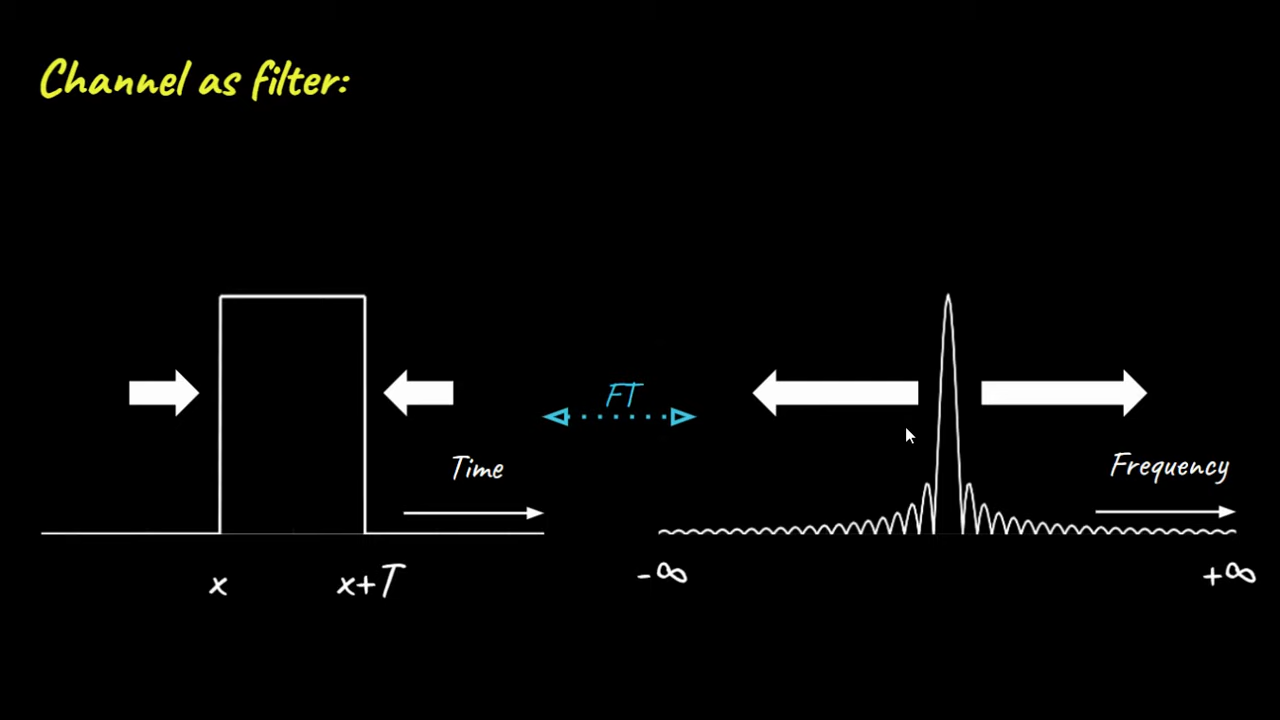 Channel as filter:
FT
Time
Frequency
x
x+T
-∞
+∞